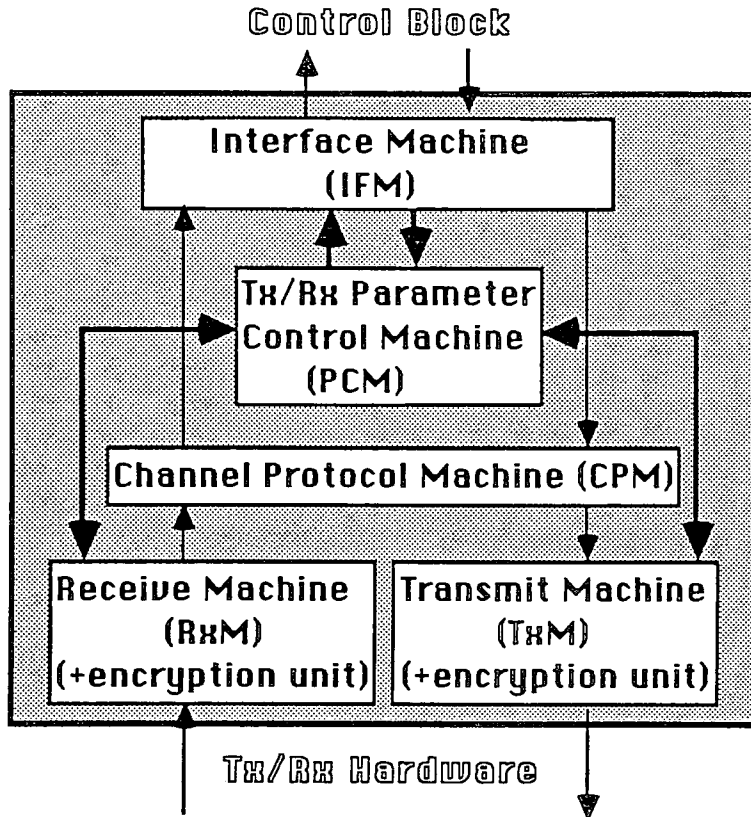 Control Block
Interface Machine
(IFM)
Tx/Rx Parameter
Control Machine
(PCM)
Channel Protocol Machine (CPM)
Receive Machine
(RxM)
(+encryption unit)
Transmit Machine
(TxM)
(+encryption unit)
Tx/Rx Hardware